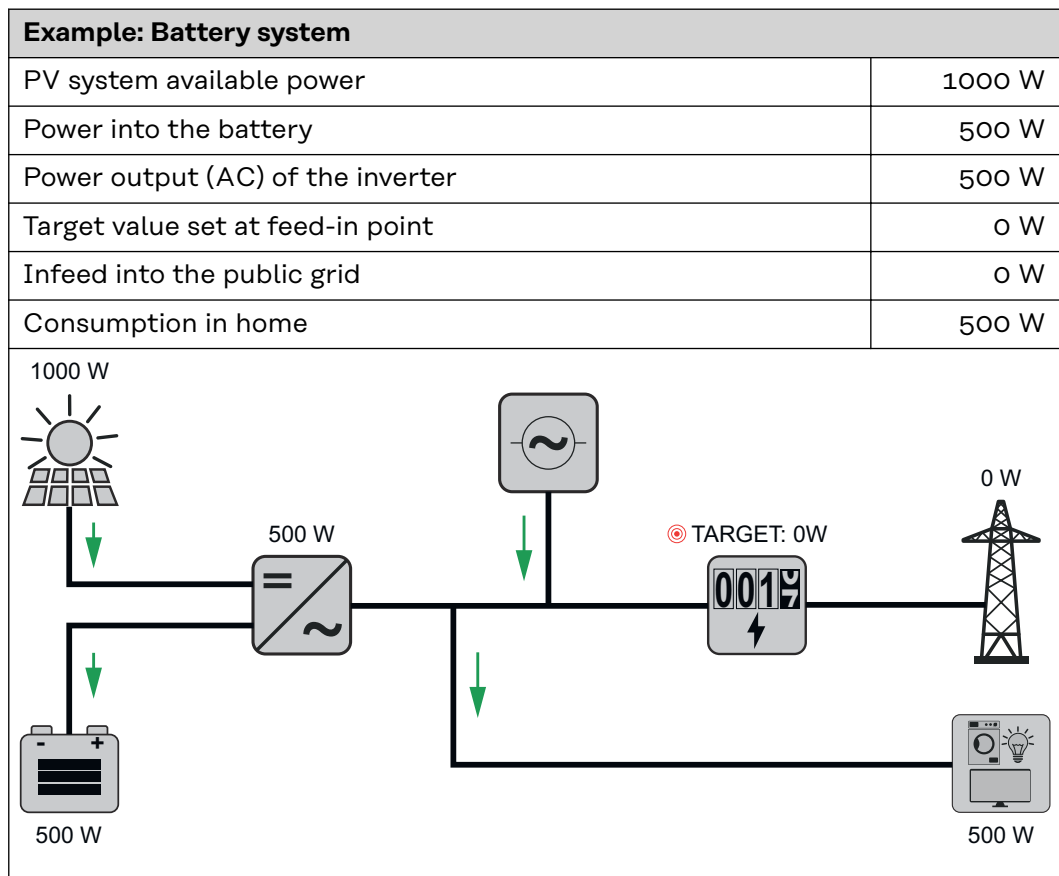 Example: Battery system
PV system available power 1000 W
Power into the battery 500 W
Power output (AC) of the inverter 500 W
Target value set at feed-in point 0 W
Infeed into the public grid 0 W
Consumption in home 500 W
1000 W
0 W
500 W
TARGET: 0W
001
- +
500 W
500 W